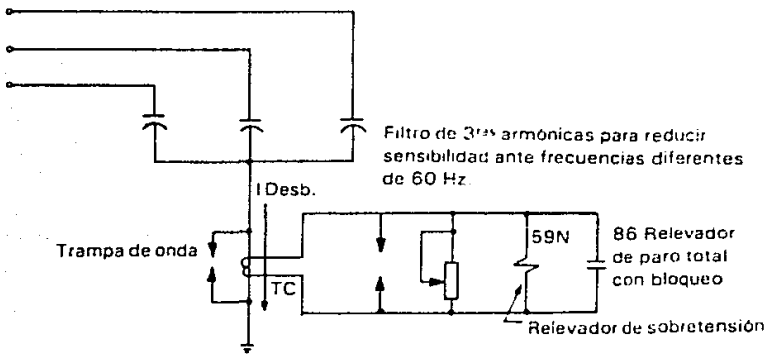 Filtro de 3ras armónicas para reducir
sensibilidad ante frecuencias diferentes
de 60 Hz.
I Desb.
Trampa de onda
TC
59N
86 Relevador
de paro total
con bloqueo
Relevador de sobretensión